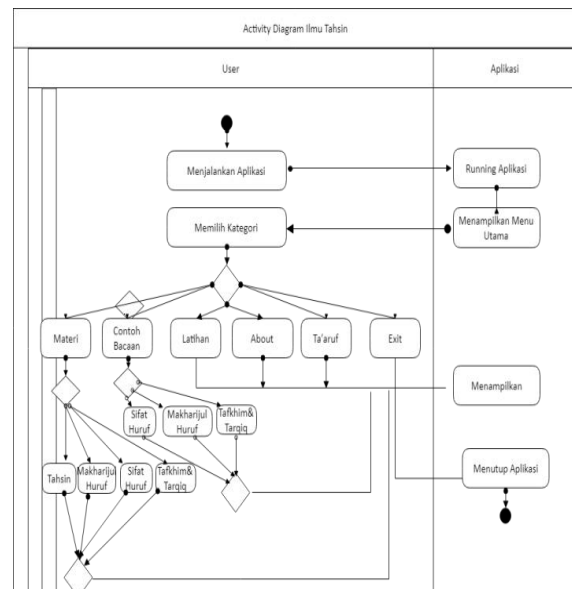 Activity Diagram Ilmu Tahsin
User
Aplikasi
Menjalankan Aplikasi
Running Aplikasi
Memilih Kategori
Menampilkan Menu
Utama
Materi
Contoh
Bacaan
Latihan
About
Ta'aruf
Exit
Menampilkan
Sifat
Huruf
Makharijul
Huruf
Tafkhim&
Tarqiq
Menutup Aplikasi
Tahsin
Makhariju
Huruf
Sifat
Huruf
Tafkhim&
Tarqiq